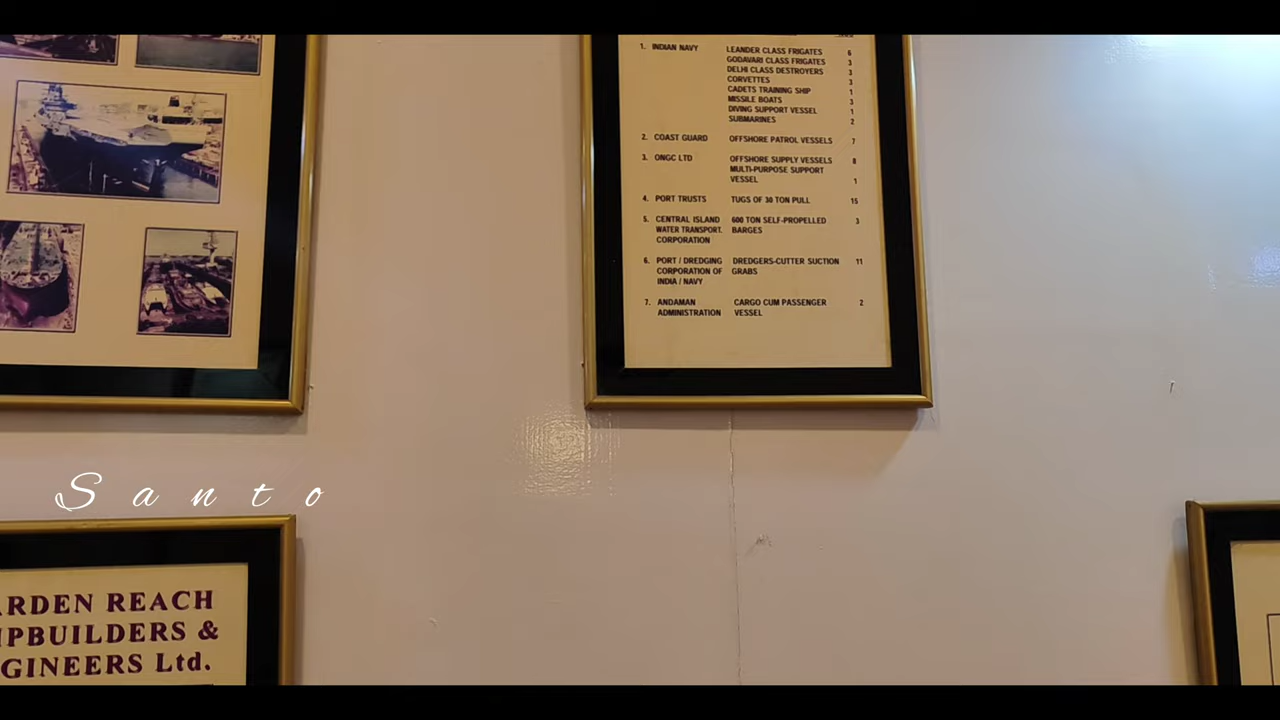 1. INDIAN NAVY LEANDER CLASS FRIGATES 6
GODAVARI CLASS FRIGATES 3
DELHI CLASS DESTROYERS 3
CORVETTES 3
CADETS TRAINING SHIP 1
MISSILE BOATS 3
DIVING SUPPORT VESSEL 1
SUBMARINES 2
2. COAST GUARD OFFSHORE PATROL VESSELS 7
3. ONGC LTD OFFSHORE SUPPLY VESSELS 8
MULTI-PURPOSE SUPPORT
VESSEL 1
4. PORT TRUSTS TUGS OF 30 TON PULL 15
5. CENTRAL ISLAND 600 TON SELF-PROPELLED 3
WATER TRANSPORT. BARGES
CORPORATION
6. PORT / DREDGING DREDGERS-CUTTER SUCTION 11
CORPORATION OF GRABS
INDIA / NAVY
7. ANDAMAN CARGO CUM PASSENGER 2
ADMINISTRATION VESSEL
Santo
ARDEN REACH
IPBUILDERS &
GINEERS Ltd.